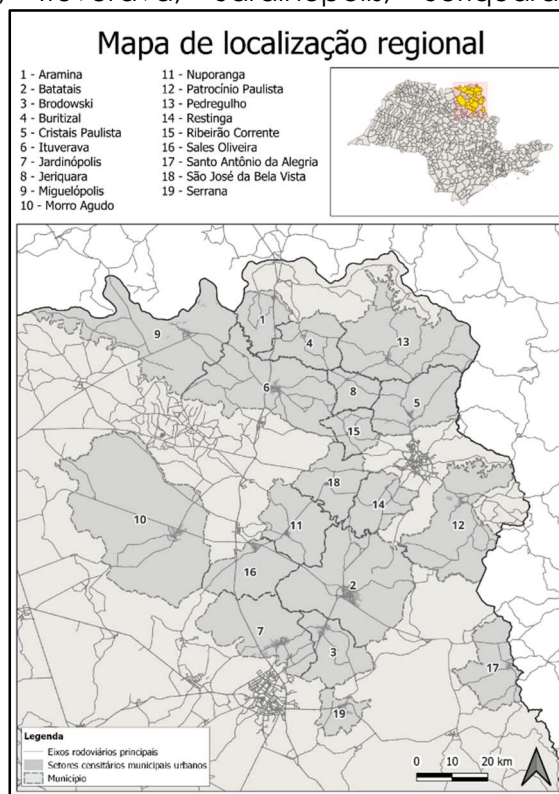 Mapa de localização regional
1 - Aramina
2 - Batatais
3 - Brodowski
4 - Buritizal
5 - Cristais Paulista
6 - Ituverava
7 - Jardinópolis
8 - Jeriquara
9 - Miguelópolis
10 - Morro Agudo
11 - Nuporanga
12 - Patrocínio Paulista
13 - Pedregulho
14 - Restinga
15 - Ribeirão Corrente
16 - Sales Oliveira
17 - Santo Antônio da Alegria
18 - São José da Bela Vista
19 - Serrana
1
9
4
13
6
8
5
15
18
14
10
11
12
16
2
7
3
17
19
Legenda
Eixos rodoviários principais
Setores censitários municipais urbanos
Município
0 10 20 km